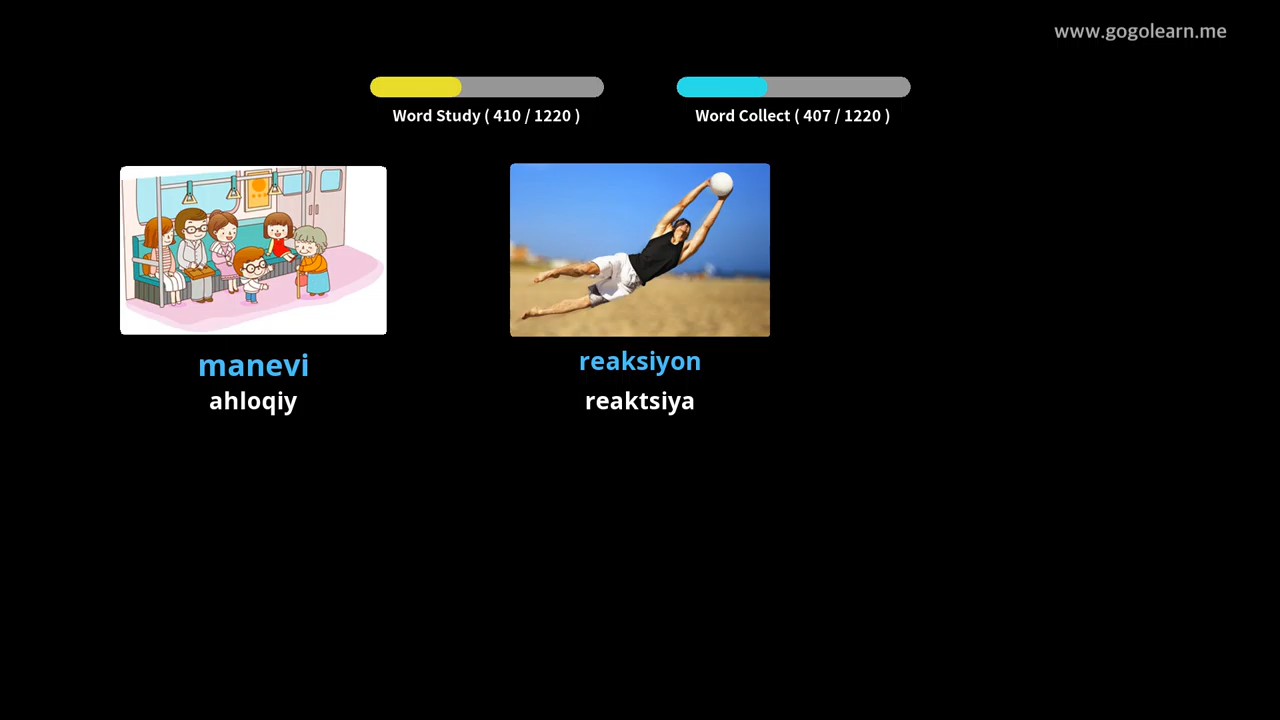 www.gogolearn.me
Word Study ( 410 / 1220 )
Word Collect ( 407 / 1220 )
manevi
ahloqiy
reaksiyon
reaktsiya